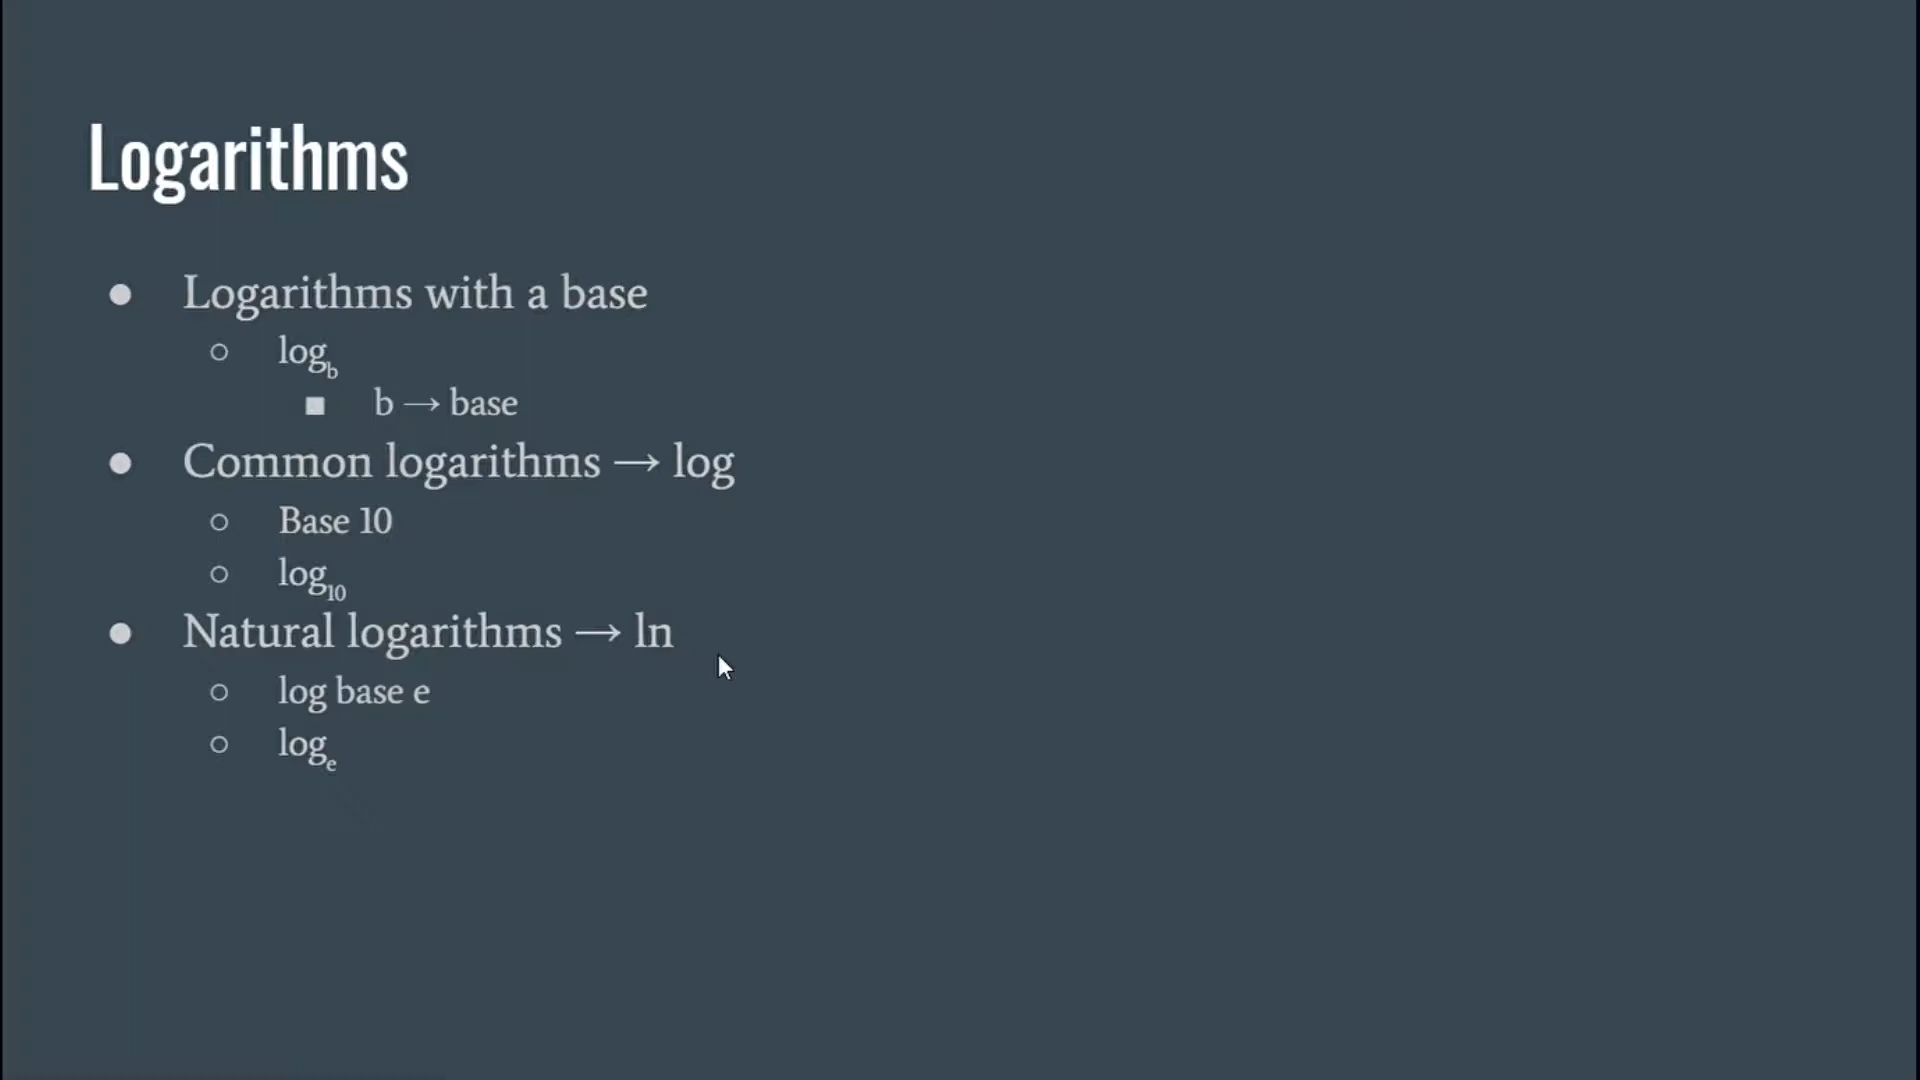 Logarithms
● Logarithms with a base
○ log_b
■ b → base
● Common logarithms → log
○ Base 10
○ log_10
● Natural logarithms → ln
○ log base e
○ log_e